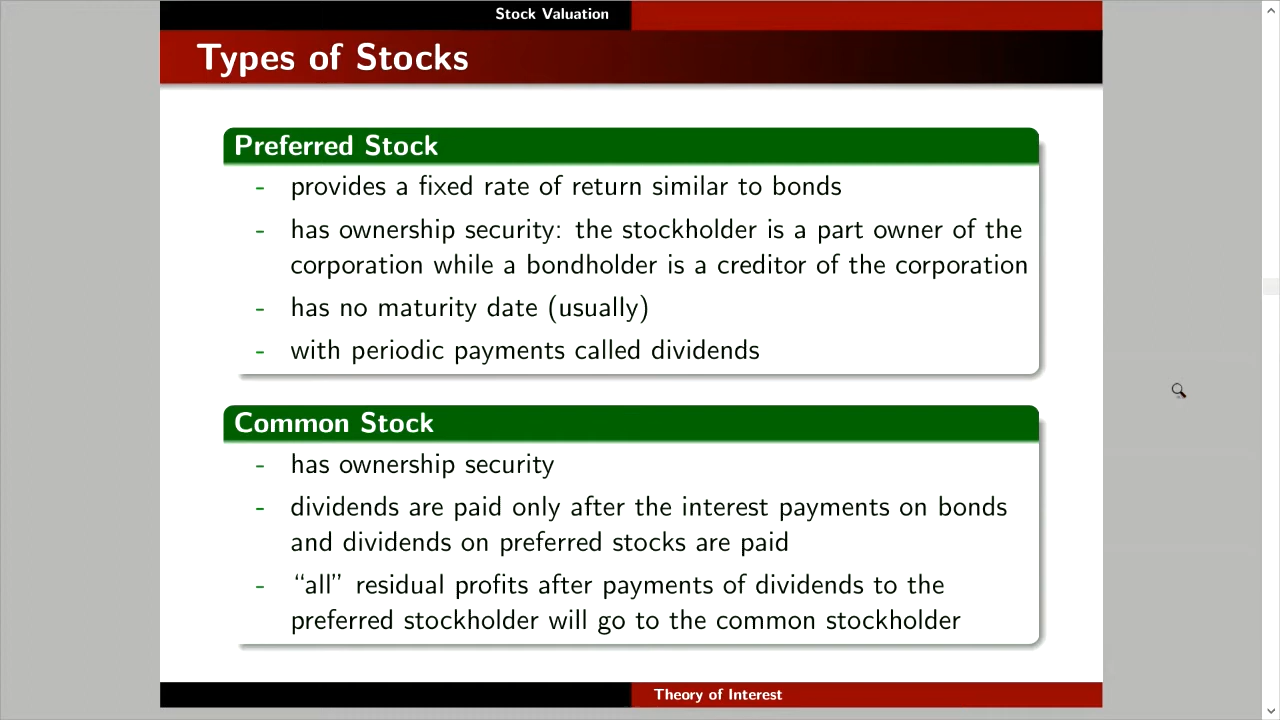 Stock Valuation
Types of Stocks
Preferred Stock
- provides a fixed rate of return similar to bonds
- has ownership security: the stockholder is a part owner of the
corporation while a bondholder is a creditor of the corporation
- has no maturity date (usually)
- with periodic payments called dividends
Common Stock
- has ownership security
- dividends are paid only after the interest payments on bonds
and dividends on preferred stocks are paid
- “all” residual profits after payments of dividends to the
preferred stockholder will go to the common stockholder
Theory of Interest